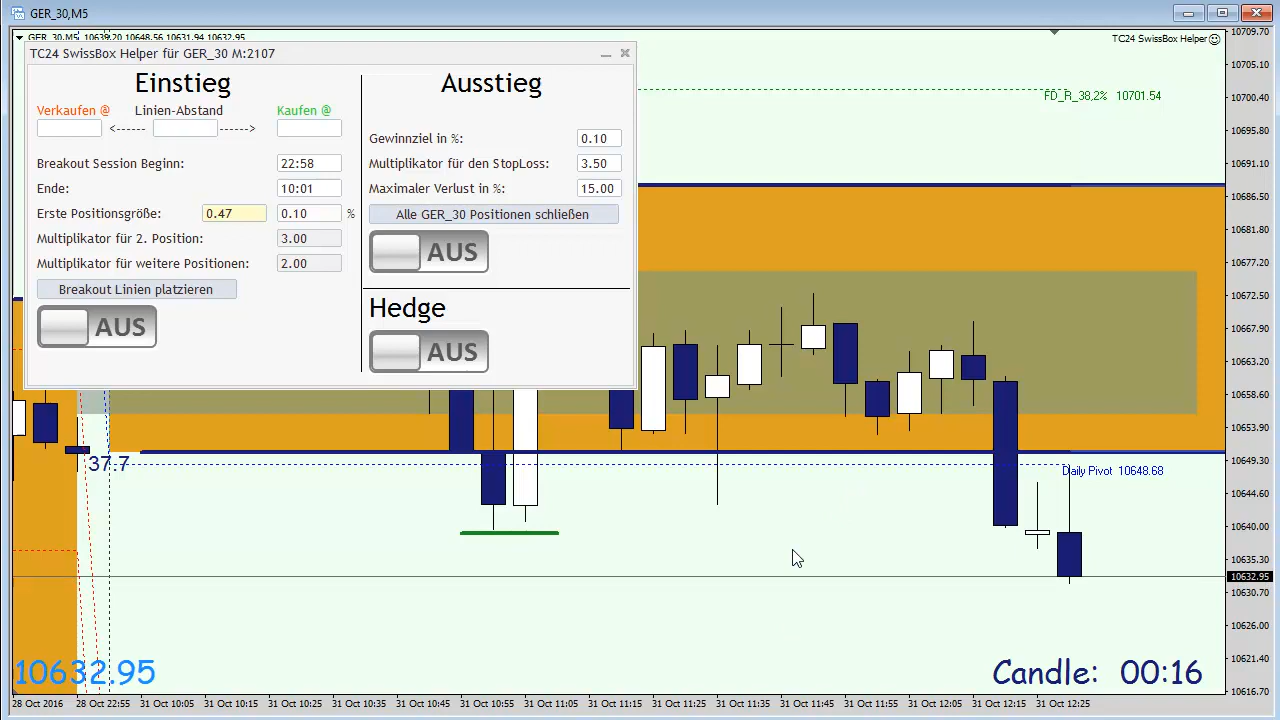 GER_30,M5
GER_30,M5 10639.20 10648.56 10631.94 10632.95
TC24 SwissBox Helper
TC24 SwissBox Helper für GER_30 M:2107
Einstieg
Verkaufen @ Linien-Abstand Kaufen @
<------ ------>
Breakout Session Beginn: 22:58
Ende: 10:01
Erste Positionsgröße: 0.47 0.10 %
Multiplikator für 2. Position: 3.00
Multiplikator für weitere Positionen: 2.00
Breakout Linien platzieren
AUS
Ausstieg
Gewinnziel in %: 0.10
Multiplikator für den StopLoss: 3.50
Maximaler Verlust in %: 15.00
Alle GER_30 Positionen schließen
AUS
Hedge
AUS
FD_R_38,2% 10701.54
37.7
Daily Pivot 10648.68
10632.95
Candle: 00:16
10709.70
10705.10
10700.40
10695.80
10691.10
10686.50
10681.80
10677.20
10672.50
10667.90
10663.20
10658.60
10653.90
10649.30
10644.60
10640.00
10635.30
10632.95
10630.70
10626.00
10621.40
10616.70
28 Oct 2016 28 Oct 22:55 31 Oct 10:05 31 Oct 10:15 31 Oct 10:25 31 Oct 10:35 31 Oct 10:45 31 Oct 10:55 31 Oct 11:05 31 Oct 11:15 31 Oct 11:25 31 Oct 11:35 31 Oct 11:45 31 Oct 11:55 31 Oct 12:05 31 Oct 12:15 31 Oct 12:25